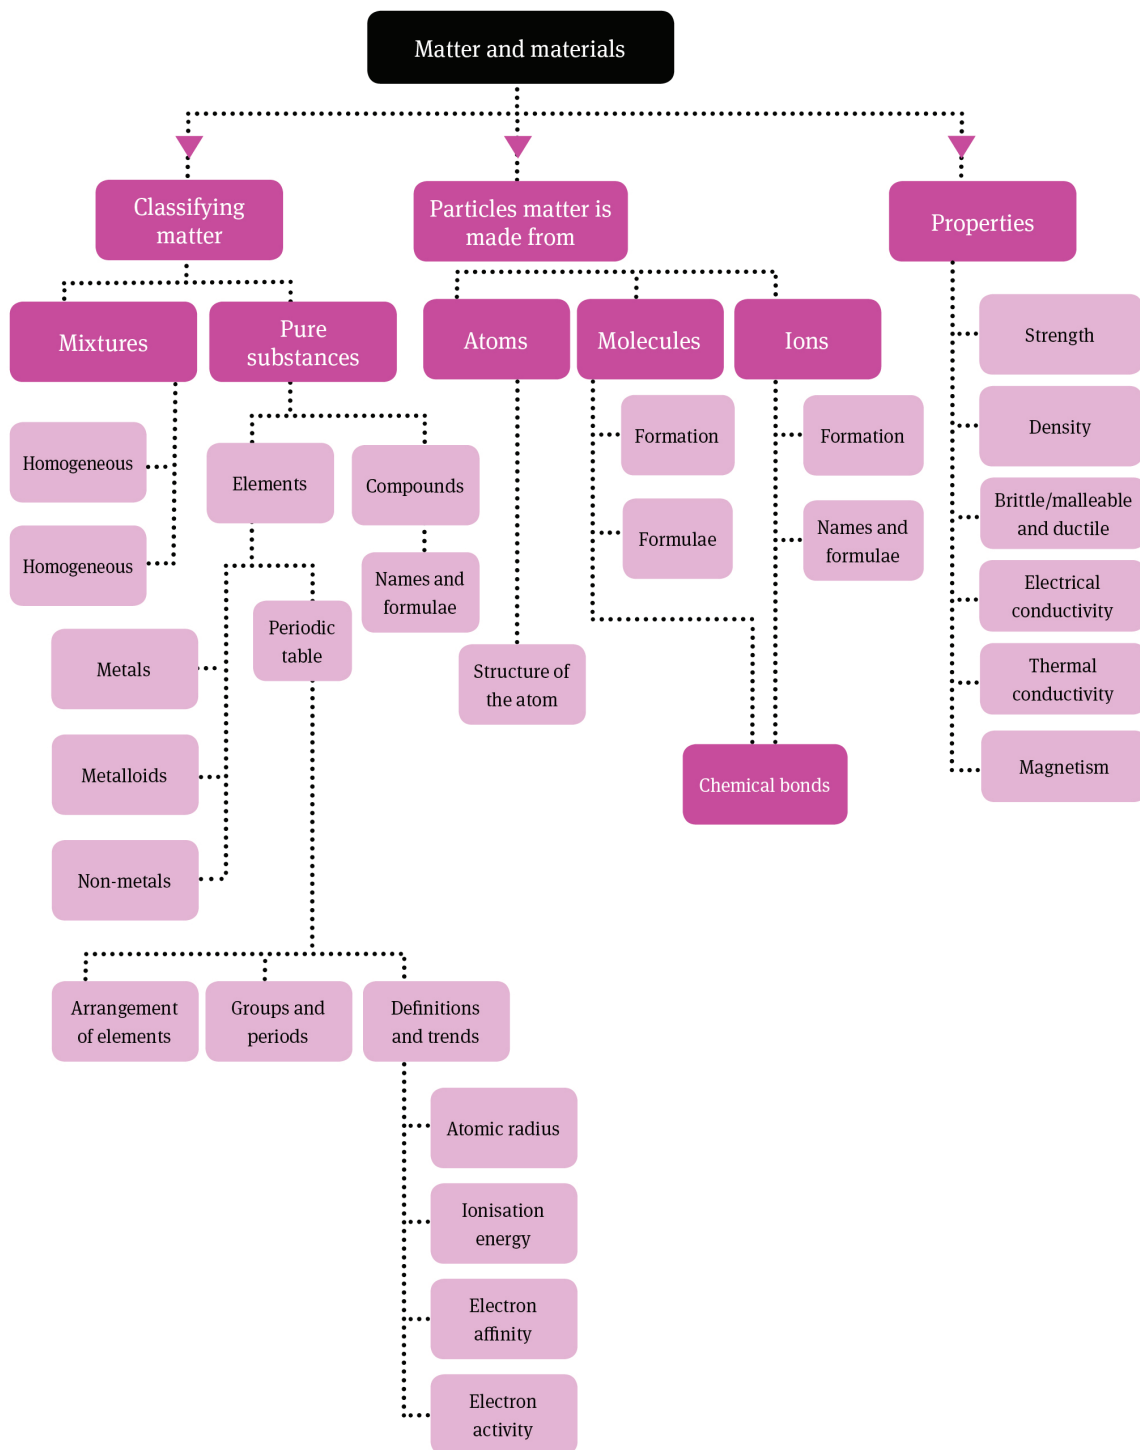 Matter and materials
Classifying
matter
Particles matter is
made from
Properties
Mixtures
Pure
substances
Atoms
Molecules
Ions
Strength
Density
Brittle/malleable
and ductile
Electrical
conductivity
Thermal
conductivity
Magnetism
Homogeneous
Homogeneous
Elements
Compounds
Names and
formulae
Formation
Formulae
Formation
Names and
formulae
Metals
Metalloids
Non-metals
Periodic
table
Structure of
the atom
Chemical bonds
Arrangement
of elements
Groups and
periods
Definitions
and trends
Atomic radius
Ionisation
energy
Electron
affinity
Electron
activity